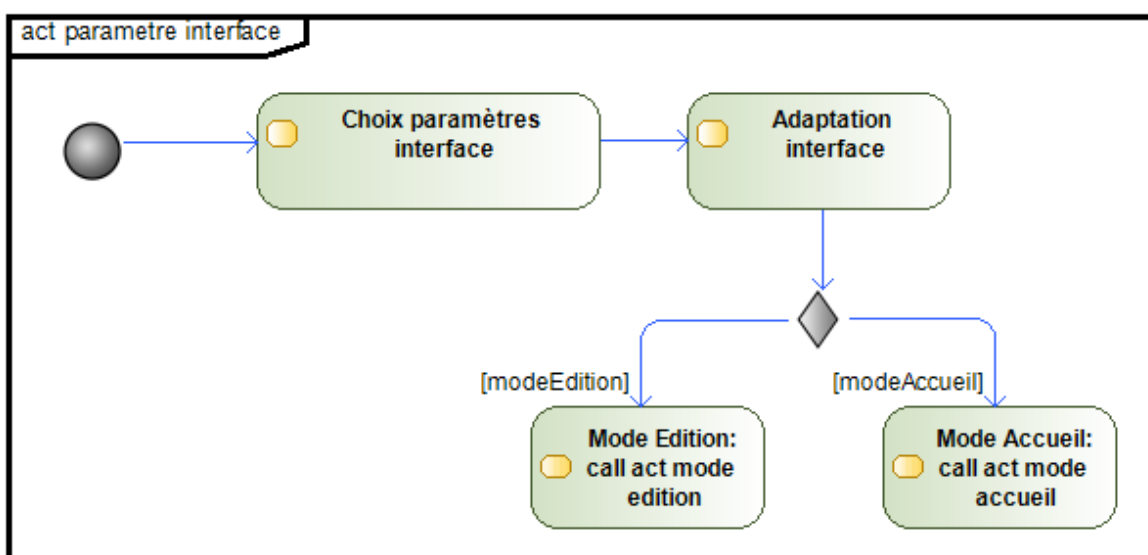 act parametre interface
Choix paramètres
interface
Adaptation
interface
[modeEdition]
[modeAccueil]
Mode Edition:
call act mode
edition
Mode Accueil:
call act mode
accueil